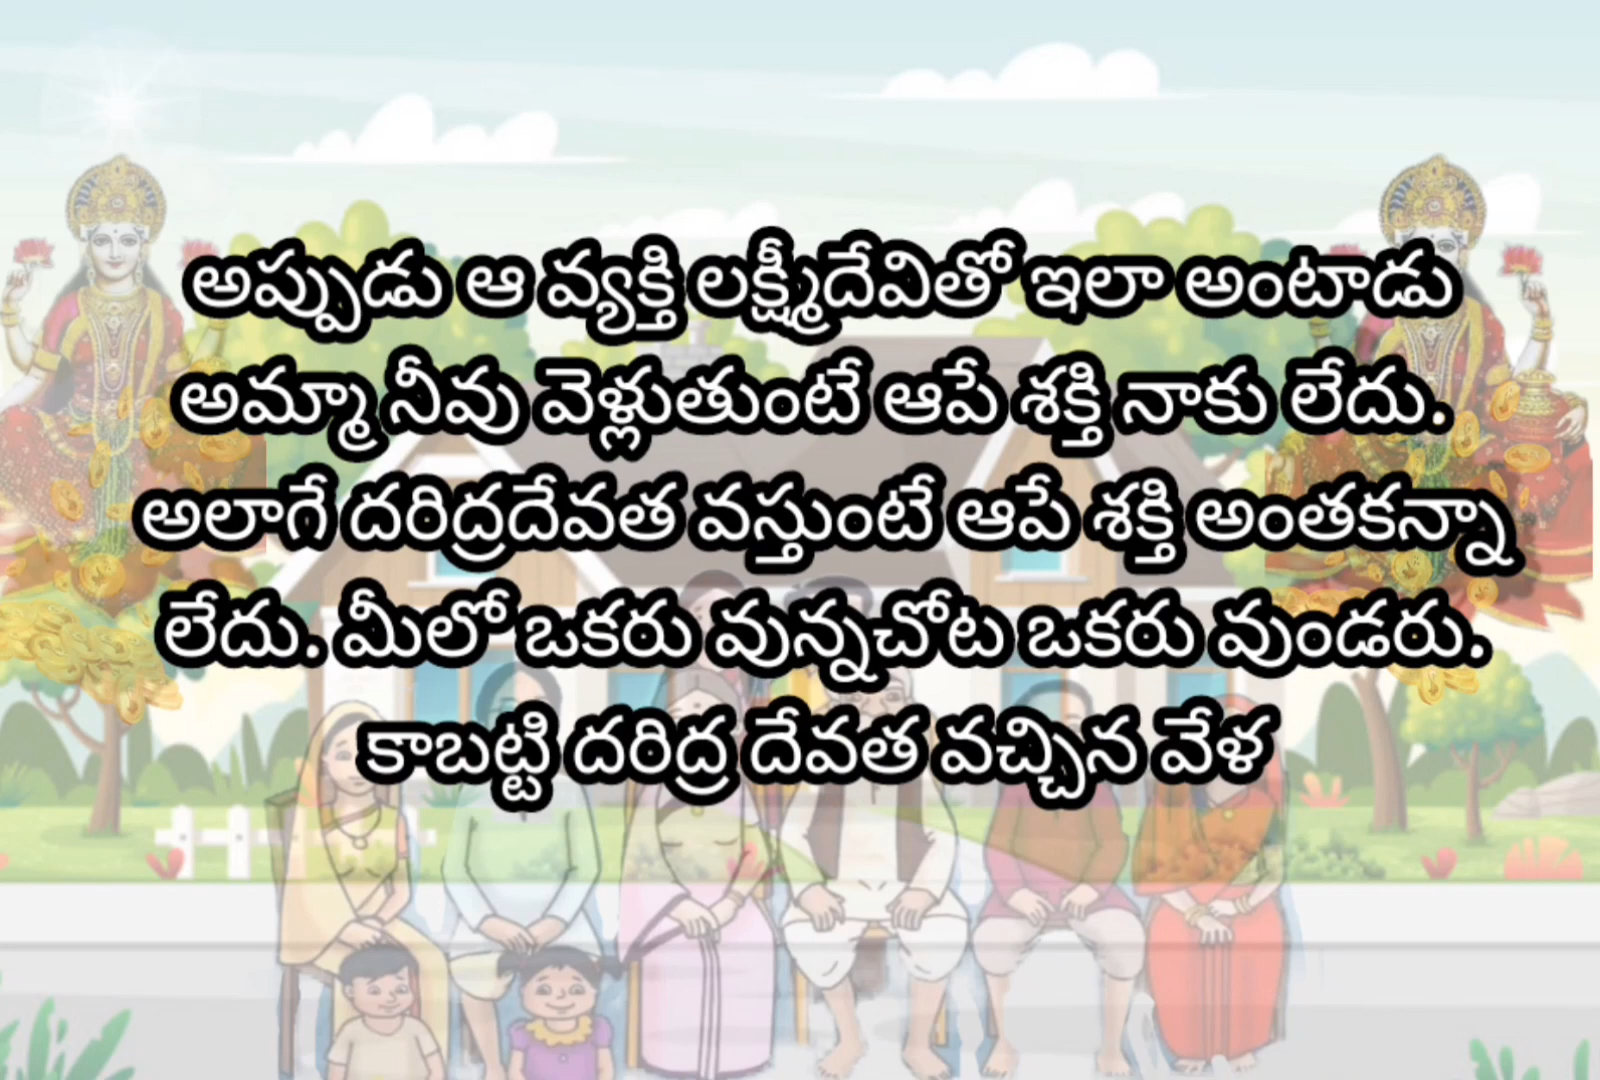 అప్పుడు ఆ వ్యక్తి లక్ష్మీదేవితో ఇలా అంటాడు
అమ్మా నీవు వెళ్లుతుంటే ఆపే శక్తి నాకు లేదు.
అలాగే దరిద్రదేవత వస్తుంటే ఆపే శక్తి అంతకన్నా
లేదు. మీలో ఒకరు వున్నచోట ఒకరు వుండరు.
కాబట్టి దరిద్ర దేవత వచ్చిన వేళ